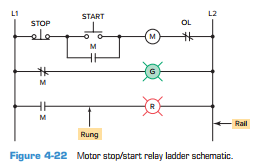 L1
L2
STOP
START
OL
M
M
G
M
R
M
Rung
Rail
Figure 4-22 Motor stop/start relay ladder schematic.